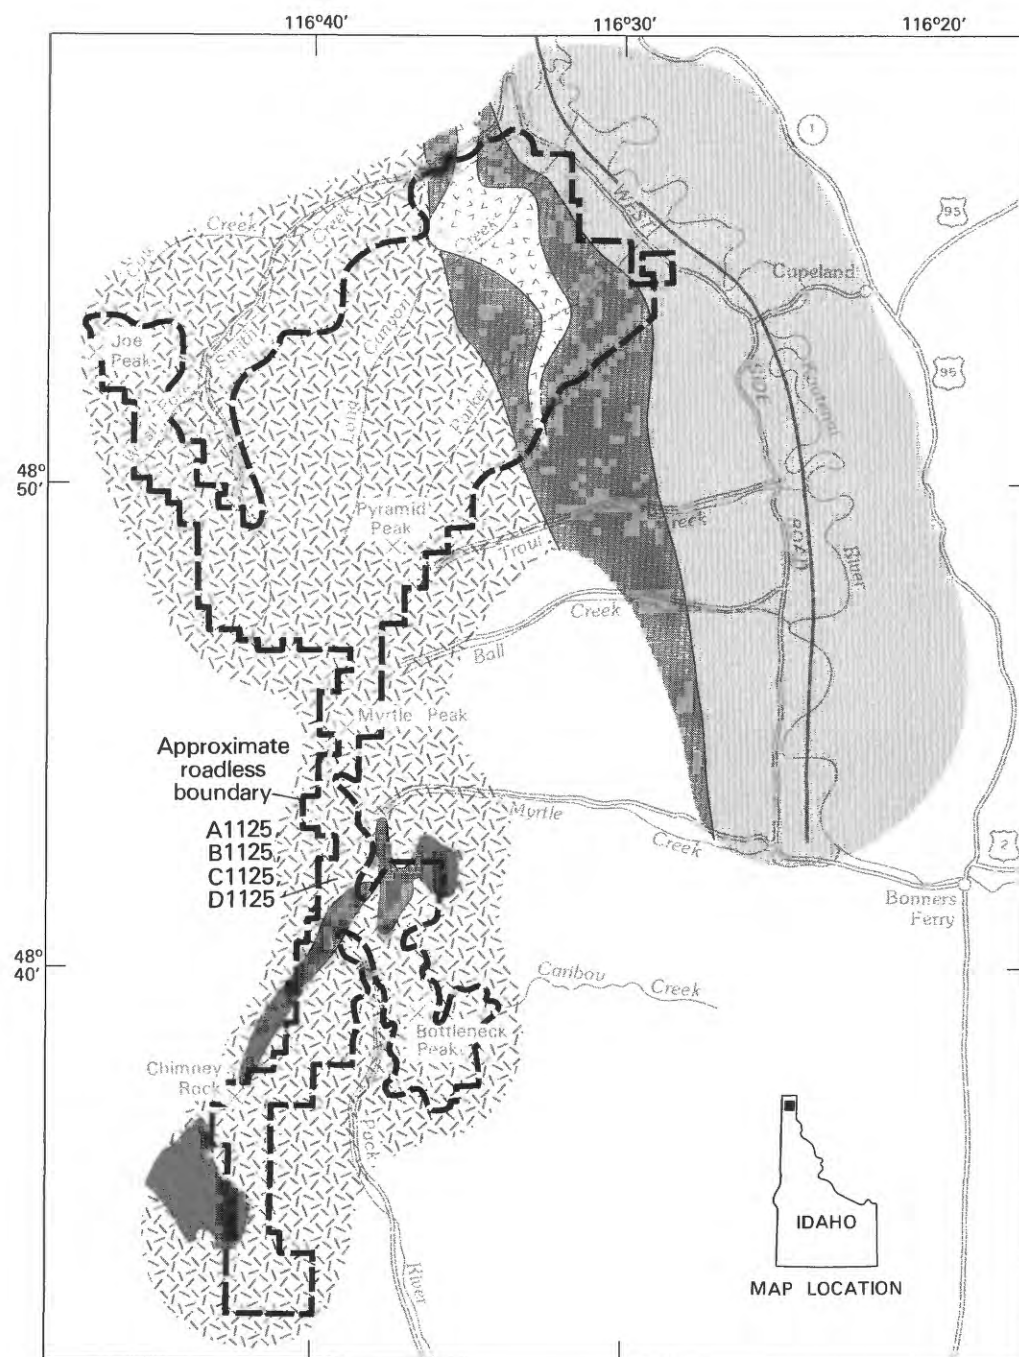 116°40′
116°30′
116°20′
1
WEST
95
Creek
Creek
Creek
Copeland
Joe
Peak
Smith
Canyon
Long
Parker
SIDE
Kootenai
95
48°
50′
Pyramid
Peak
Trout
Creek
ROAD
River
Creek
Ball
Myrtle Peak
Approximate
roadless
boundary
Myrtle
Creek
2
A1125
B1125
C1125
D1125
Bonners
Ferry
48°
40′
Caribou
Creek
Bottleneck
Peak
Chimney
Rock
Pack
River
IDAHO
MAP LOCATION